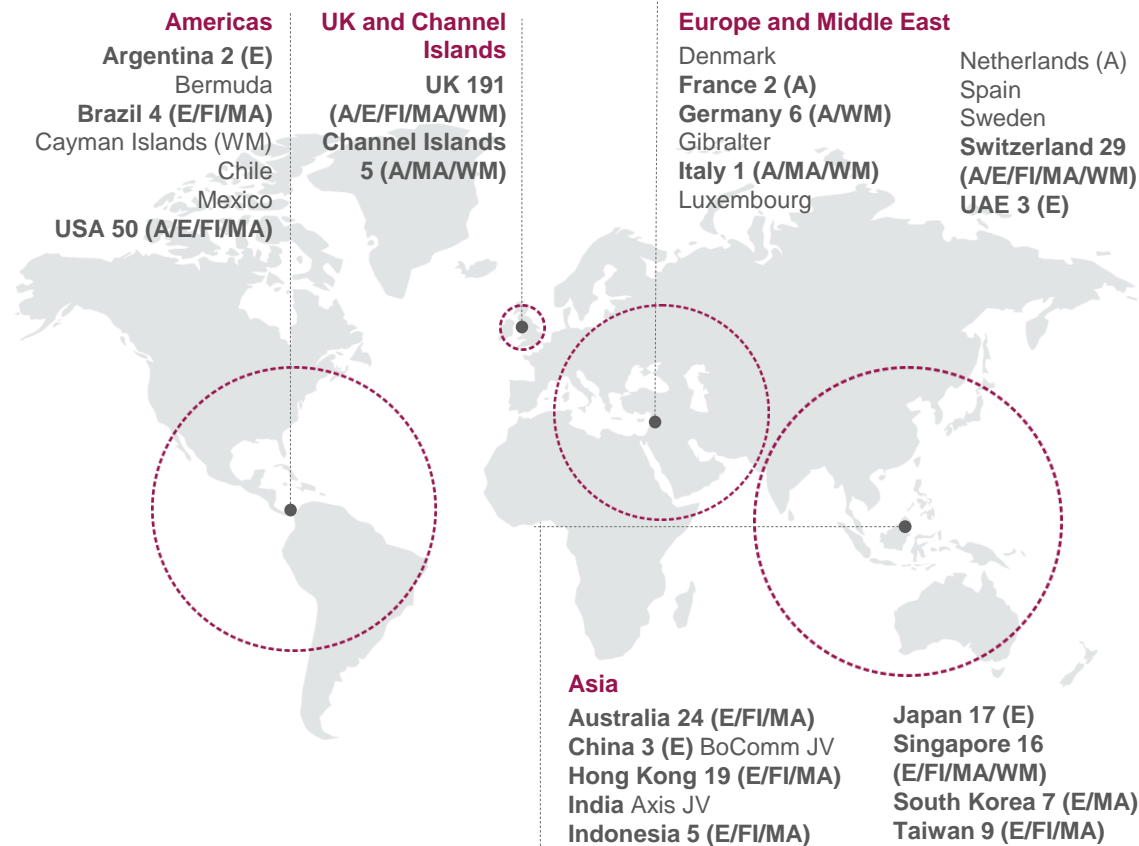 Americas
Argentina 2 (E)
Bermuda
Brazil 4 (E/FI/MA)
Cayman Islands (WM)
Chile
Mexico
USA 50 (A/E/FI/MA)
UK and Channel
Islands
UK 191
(A/E/FI/MA/WM)
Channel Islands
5 (A/MA/WM)
Europe and Middle East
Denmark
France 2 (A)
Germany 6 (A/WM)
Gibralter
Italy 1 (A/MA/WM)
Luxembourg
Netherlands (A)
Spain
Sweden
Switzerland 29
(A/E/FI/MA/WM)
UAE 3 (E)
Asia
Australia 24 (E/FI/MA)
China 3 (E) BoComm JV
Hong Kong 19 (E/FI/MA)
India Axis JV
Indonesia 5 (E/FI/MA)
Japan 17 (E)
Singapore 16
(E/FI/MA/WM)
South Korea 7 (E/MA)
Taiwan 9 (E/FI/MA)